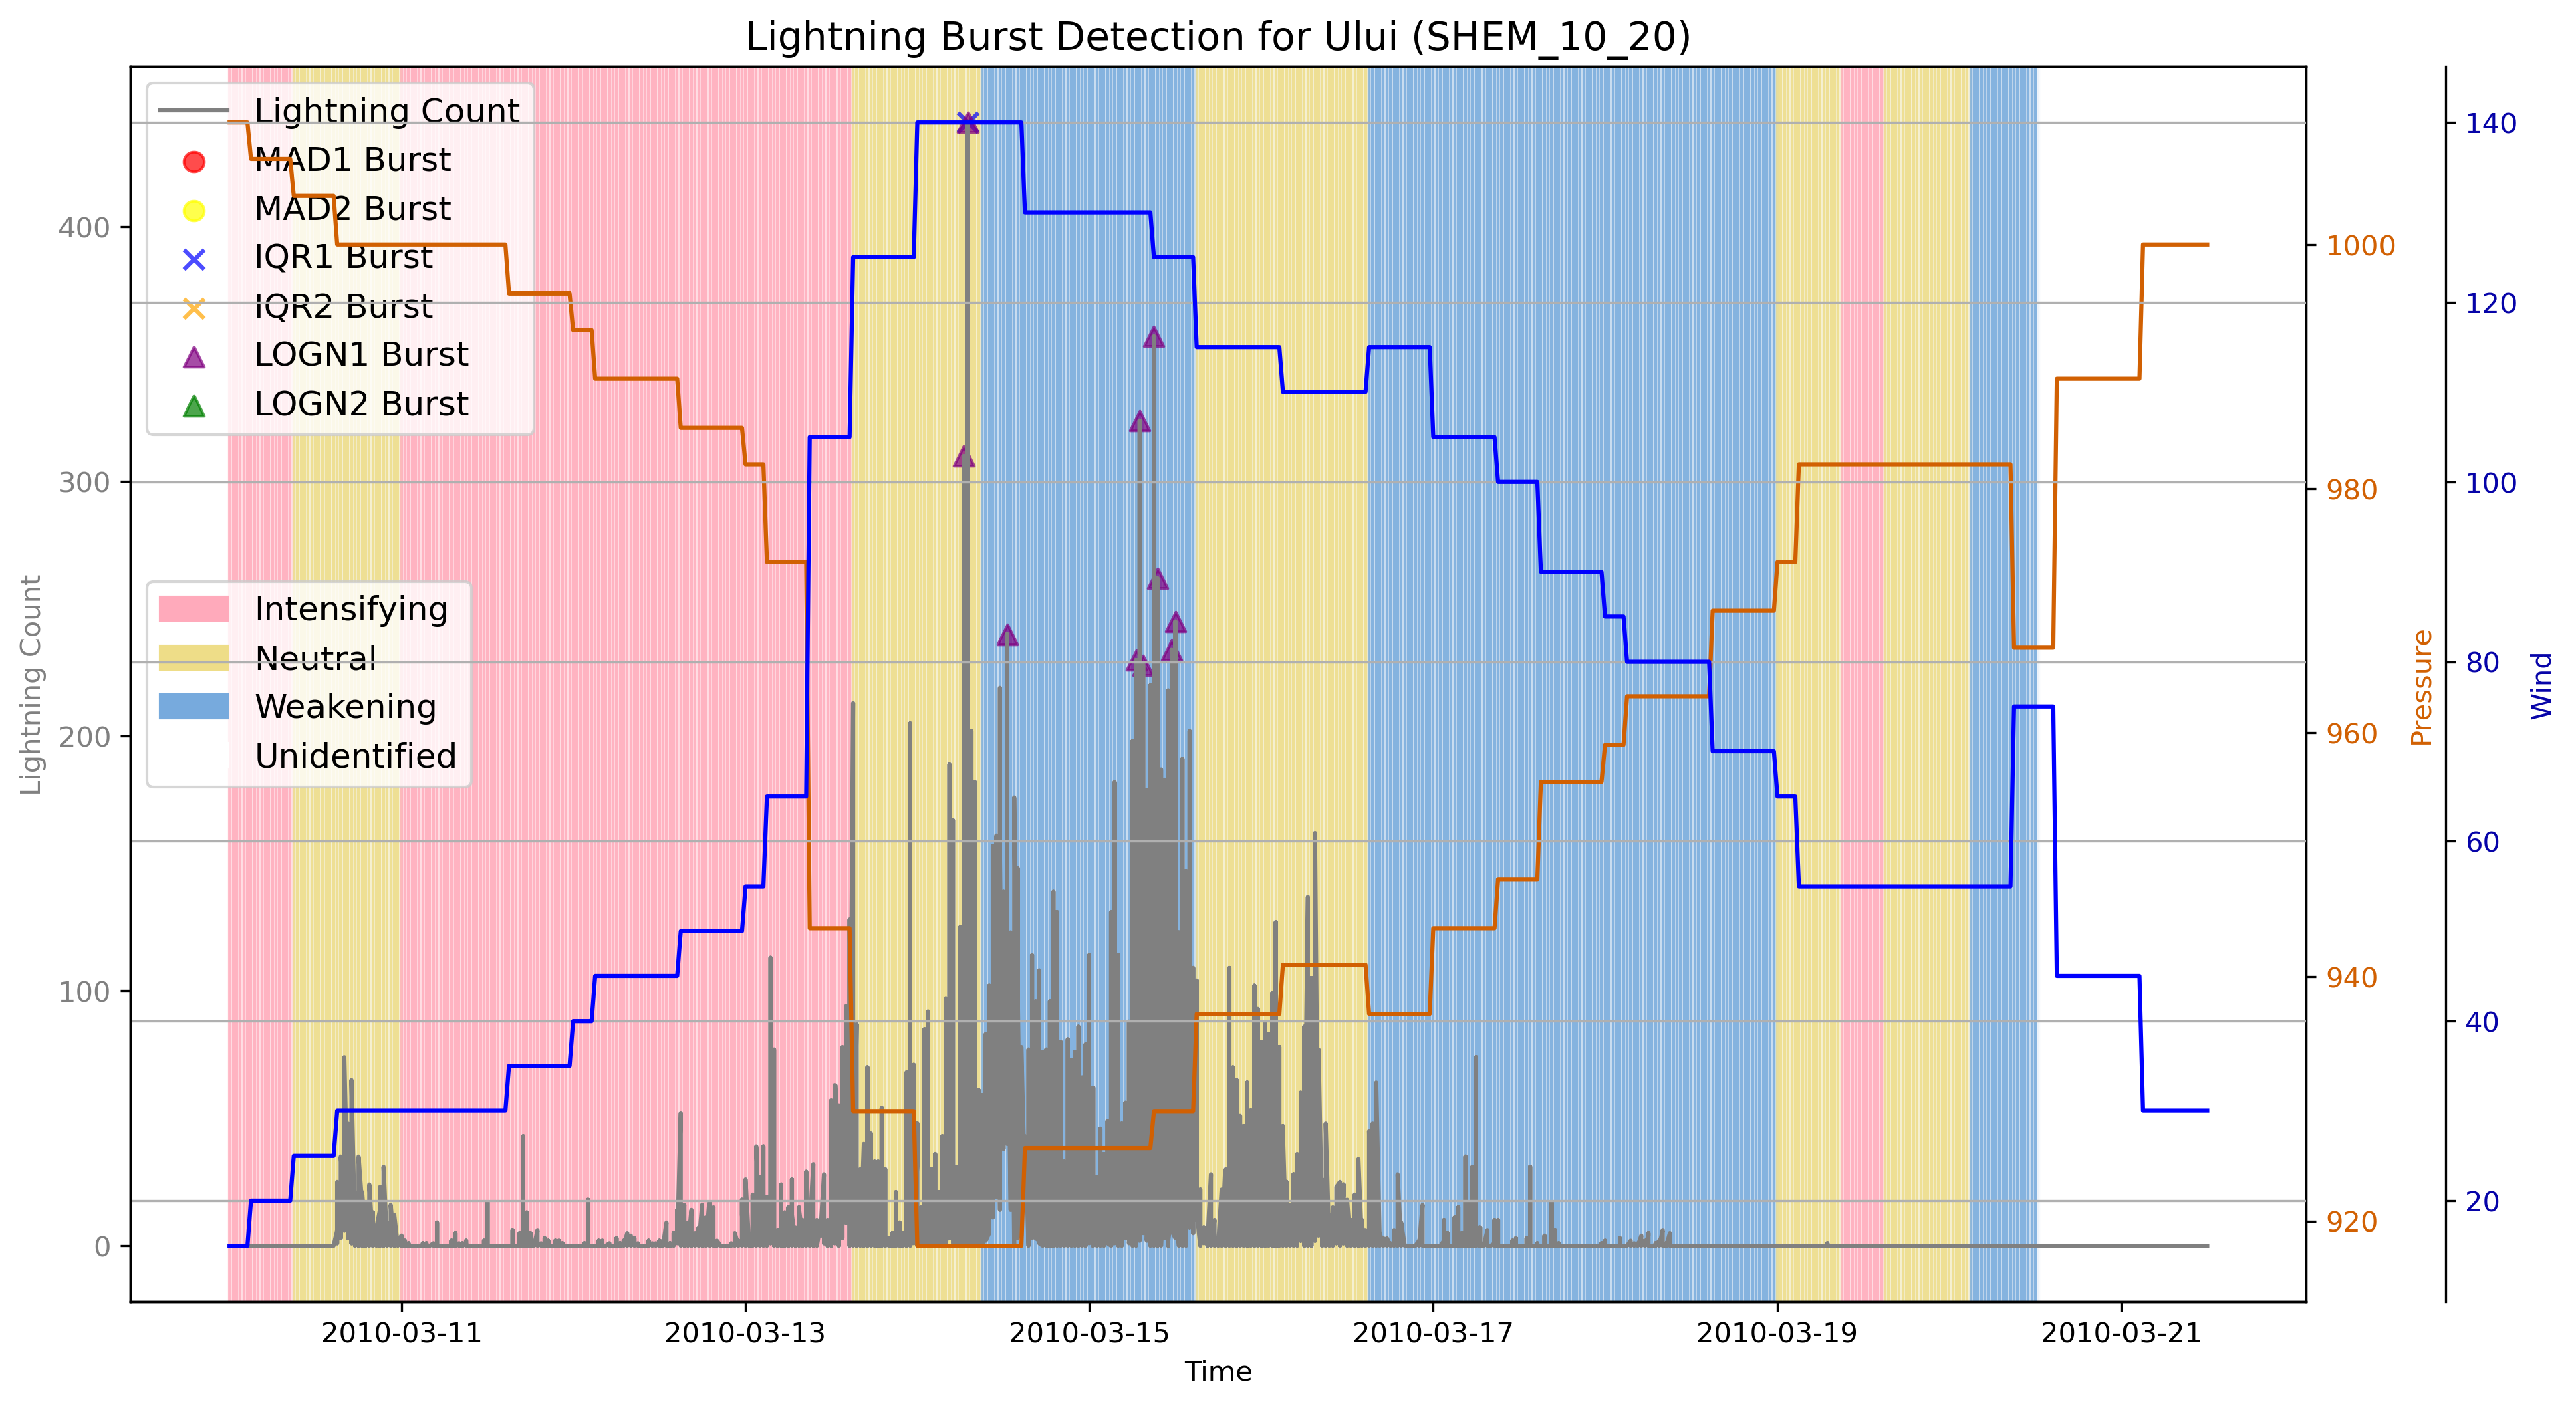 Lightning Burst Detection for Ului (SHEM_10_20)
Lightning Count
MAD1 Burst
MAD2 Burst
IQR1 Burst
IQR2 Burst
LOGN1 Burst
LOGN2 Burst
Intensifying
Neutral
Weakening
Unidentified
Lightning Count
400
300
200
100
0
1000
980
960
940
920
Pressure
140
120
100
80
60
40
20
Wind
2010-03-11
2010-03-13
2010-03-15
2010-03-17
2010-03-19
2010-03-21
Time